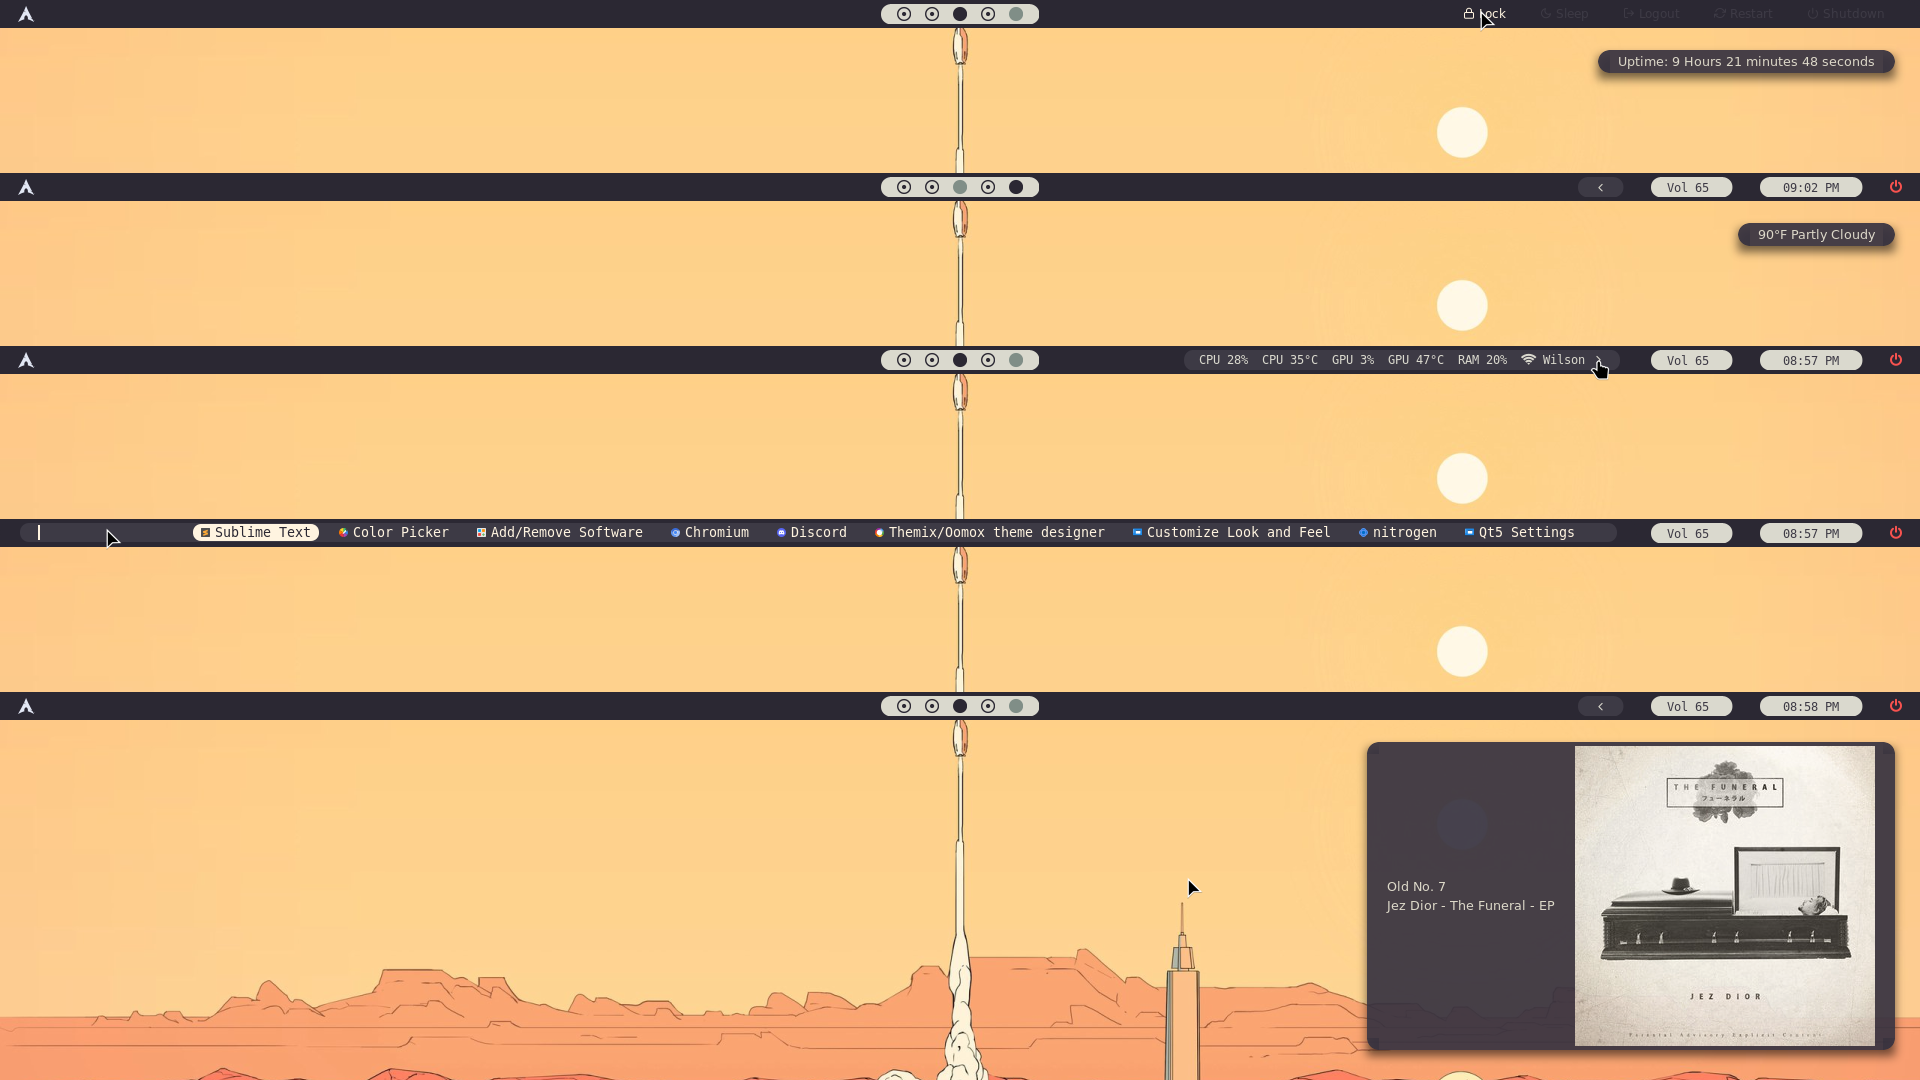 Lock Sleep Logout Restart Shutdown
Uptime: 9 Hours 21 minutes 48 seconds
Vol 65 09:02 PM
90°F Partly Cloudy
CPU 28% CPU 35°C GPU 3% GPU 47°C RAM 20% Wilson Vol 65 08:57 PM
Sublime Text Color Picker Add/Remove Software Chromium Discord Themix/Oomox theme designer Customize Look and Feel nitrogen Qt5 Settings Vol 65 08:57 PM
Vol 65 08:58 PM
THE FUNERAL
フューネラル
Old No. 7
Jez Dior - The Funeral - EP
JEZ DIOR
Parental Advisory Explicit Content